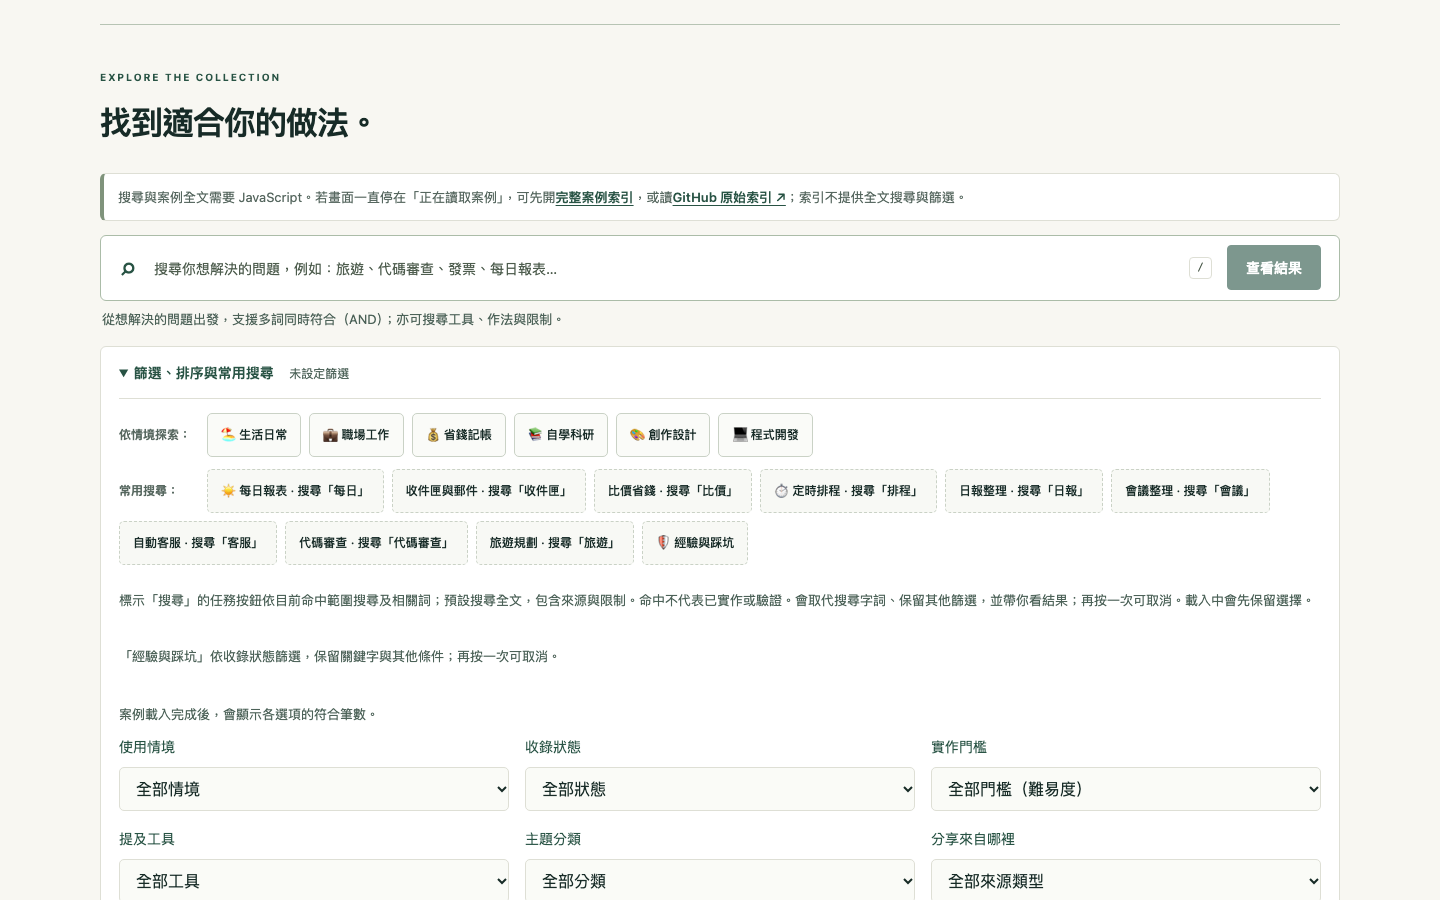 EXPLORE THE COLLECTION
找到適合你的做法。
搜尋與案例全文需要 JavaScript。若畫面一直停在「正在讀取案例」，可先開完整案例索引，或讀GitHub 原始索引 ↗；索引不提供全文搜尋與篩選。
搜尋你想解決的問題，例如：旅遊、代碼審查、發票、每日報表... / 查看結果
從想解決的問題出發，支援多詞同時符合（AND）；亦可搜尋工具、作法與限制。
▼ 篩選、排序與常用搜尋 未設定篩選
依情境探索： 🏖️ 生活日常 💼 職場工作 💰 省錢記帳 📚 自學科研 🎨 創作設計 💻 程式開發
常用搜尋： ☀️ 每日報表 · 搜尋「每日」 收件匣與郵件 · 搜尋「收件匣」 比價省錢 · 搜尋「比價」 ⏱️ 定時排程 · 搜尋「排程」 日報整理 · 搜尋「日報」 會議整理 · 搜尋「會議」
自動客服 · 搜尋「客服」 代碼審查 · 搜尋「代碼審查」 旅遊規劃 · 搜尋「旅遊」 經驗與踩坑
標示「搜尋」的任務按鈕依目前命中範圍搜尋及相關詞；預設搜尋全文，包含來源與限制。命中不代表已實作或驗證。會取代搜尋字詞、保留其他篩選，並帶你看結果；再按一次可取消。載入中會先保留選擇。
「經驗與踩坑」依收錄狀態篩選，保留關鍵字與其他條件；再按一次可取消。
案例載入完成後，會顯示各選項的符合筆數。
使用情境 收錄狀態 實作門檻
全部情境 全部狀態 全部門檻（難易度）
提及工具 主題分類 分享來自哪裡
全部工具 全部分類 全部來源類型